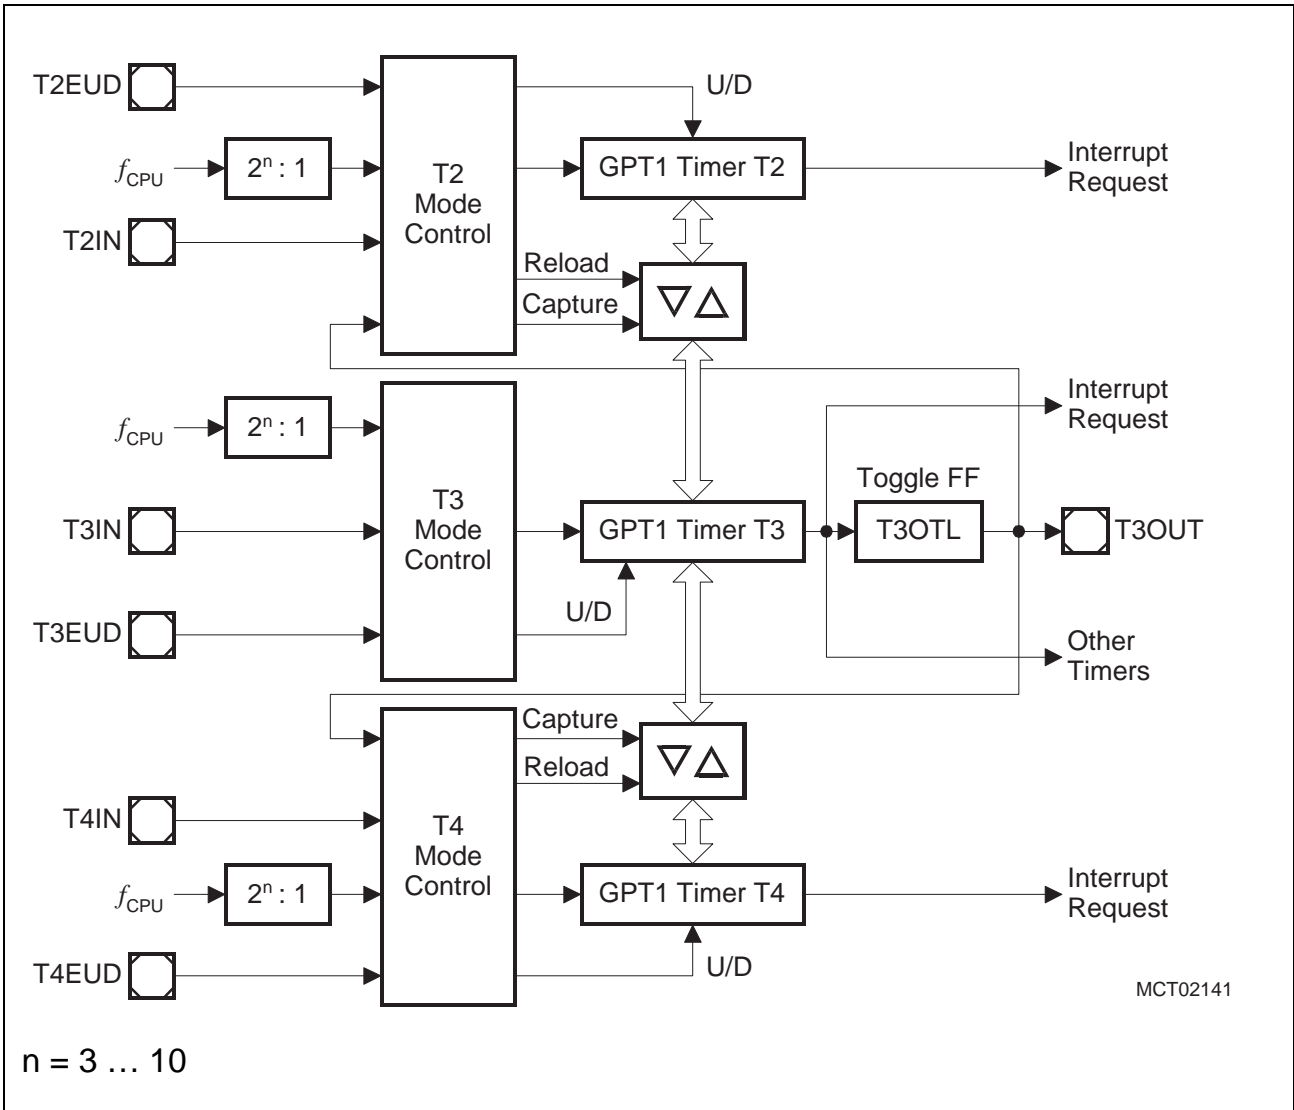 T2EUD
U/D
fCPU
2ⁿ : 1
T2
Mode
Control
GPT1 Timer T2
Interrupt
Request
T2IN
Reload
Capture
fCPU
2ⁿ : 1
Interrupt
Request
T3IN
T3
Mode
Control
GPT1 Timer T3
Toggle FF
T3OTL
T3OUT
T3EUD
U/D
Other
Timers
Capture
Reload
T4IN
T4
Mode
Control
fCPU
2ⁿ : 1
GPT1 Timer T4
Interrupt
Request
T4EUD
U/D
MCT02141
n = 3 … 10